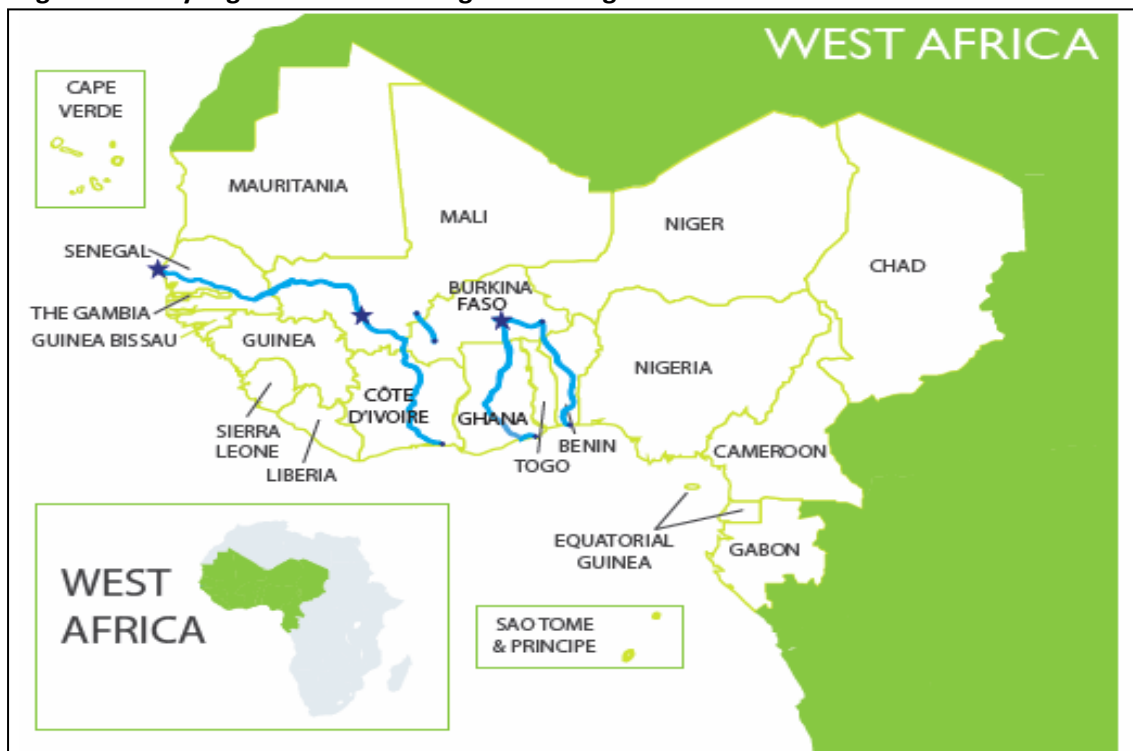 WEST AFRICA
CAPE
VERDE
MAURITANIA
MALI
NIGER
CHAD
SENEGAL
THE GAMBIA
GUINEA BISSAU
GUINEA
BURKINA
FASO
NIGERIA
CÔTE
D'IVOIRE
GHANA
SIERRA
LEONE
LIBERIA
TOGO
BENIN
CAMEROON
EQUATORIAL
GUINEA
GABON
WEST
AFRICA
SAO TOME
& PRINCIPE